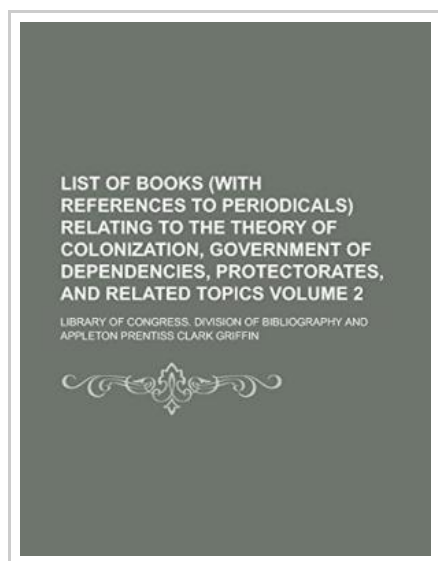 LIST OF BOOKS (WITH
REFERENCES TO PERIODICALS)
RELATING TO THE THEORY OF
COLONIZATION, GOVERNMENT OF
DEPENDENCIES, PROTECTORATES,
AND RELATED TOPICS VOLUME 2
LIBRARY OF CONGRESS. DIVISION OF BIBLIOGRAPHY AND
APPLETON PRENTISS CLARK GRIFFIN